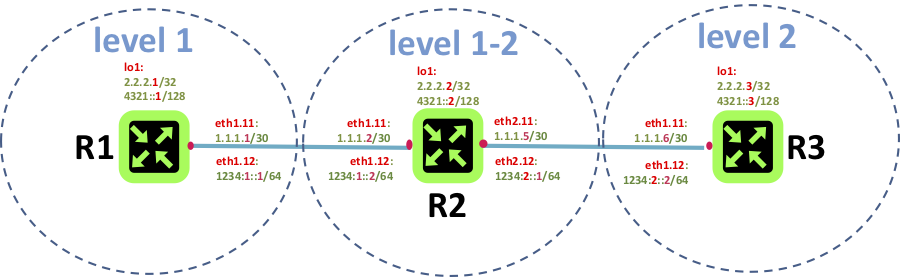 level 1
lo1:
2.2.2.1/32
4321::1/128
R1
eth1.11:
1.1.1.1/30
eth1.12:
1234:1::1/64
level 1-2
lo1:
2.2.2.2/32
4321::2/128
eth1.11:
1.1.1.2/30
eth1.12:
1234:1::2/64
R2
eth2.11:
1.1.1.5/30
eth2.12:
1234:2::1/64
level 2
lo1:
2.2.2.3/32
4321::3/128
eth1.11:
1.1.1.6/30
eth1.12:
1234:2::2/64
R3